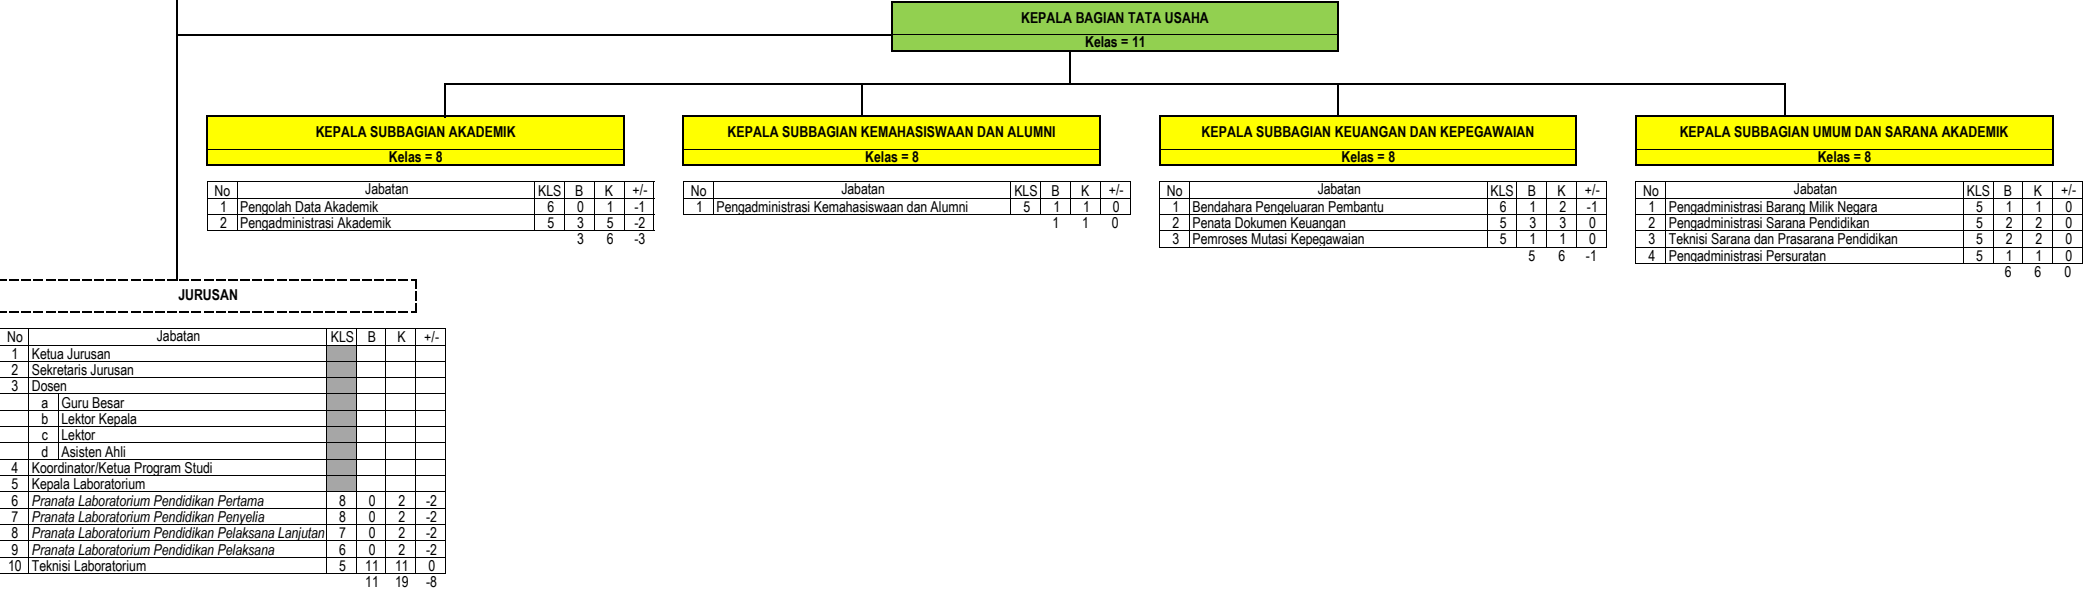 KEPALA BAGIAN TATA USAHA
Kelas = 11
KEPALA SUBBAGIAN AKADEMIK
Kelas = 8
No Jabatan KLS B K +/-
1 Pengolah Data Akademik 6 0 1 -1
2 Pengadministrasi Akademik 5 3 5 -2
3 6 -3
KEPALA SUBBAGIAN KEMAHASISWAAN DAN ALUMNI
Kelas = 8
No Jabatan KLS B K +/-
1 Pengadministrasi Kemahasiswaan dan Alumni 5 1 1 0
1 1 0
KEPALA SUBBAGIAN KEUANGAN DAN KEPEGAWAIAN
Kelas = 8
No Jabatan KLS B K +/-
1 Bendahara Pengeluaran Pembantu 6 1 2 -1
2 Penata Dokumen Keuangan 5 3 3 0
3 Pemroses Mutasi Kepegawaian 5 1 1 0
5 6 -1
KEPALA SUBBAGIAN UMUM DAN SARANA AKADEMIK
Kelas = 8
No Jabatan KLS B K +/-
1 Pengadministrasi Barang Milik Negara 5 1 1 0
2 Pengadministrasi Sarana Pendidikan 5 2 2 0
3 Teknisi Sarana dan Prasarana Pendidikan 5 2 2 0
4 Pengadministrasi Persuratan 5 1 1 0
6 6 0
JURUSAN
No Jabatan KLS B K +/-
1 Ketua Jurusan
2 Sekretaris Jurusan
3 Dosen
a Guru Besar
b Lektor Kepala
c Lektor
d Asisten Ahli
4 Koordinator/Ketua Program Studi
5 Kepala Laboratorium
6 Pranata Laboratorium Pendidikan Pertama 8 0 2 -2
7 Pranata Laboratorium Pendidikan Penyelia 8 0 2 -2
8 Pranata Laboratorium Pendidikan Pelaksana Lanjutan 7 0 2 -2
9 Pranata Laboratorium Pendidikan Pelaksana 6 0 2 -2
10 Teknisi Laboratorium 5 11 11 0
11 19 -8